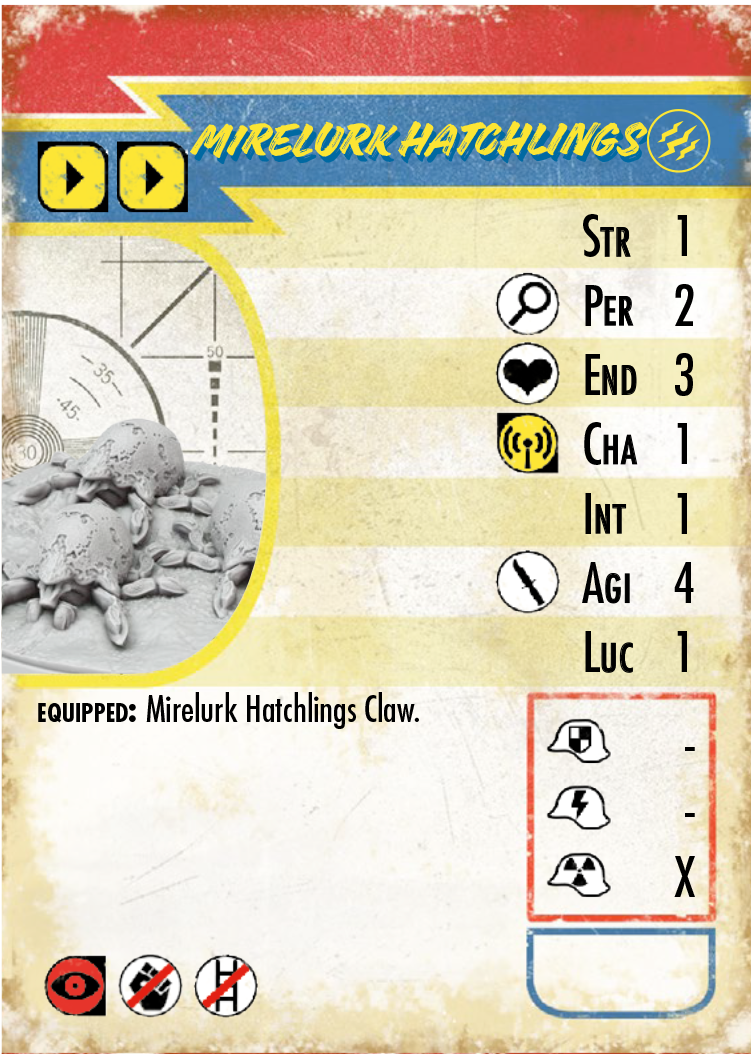 MIRELURK HATCHLINGS
STR 1
PER 2
END 3
CHA 1
INT 1
AGI 4
LUC 1
50
35
45
30
EQUIPPED: Mirelurk Hatchlings Claw.
-
-
X